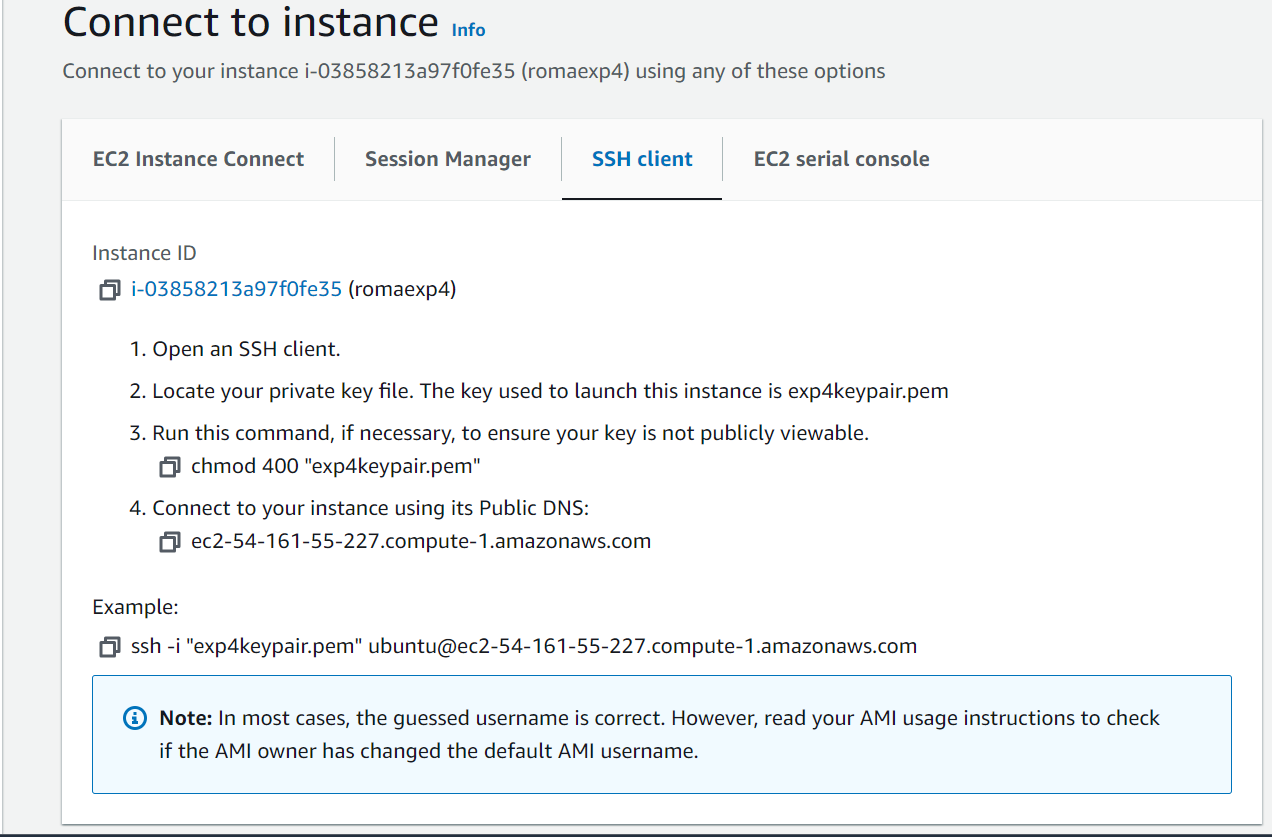 Connect to instance Info
Connect to your instance i-03858213a97f0fe35 (romaexp4) using any of these options
EC2 Instance Connect
Session Manager
SSH client
EC2 serial console
Instance ID
i-03858213a97f0fe35 (romaexp4)
1. Open an SSH client.
2. Locate your private key file. The key used to launch this instance is exp4keypair.pem
3. Run this command, if necessary, to ensure your key is not publicly viewable.
chmod 400 "exp4keypair.pem"
4. Connect to your instance using its Public DNS:
ec2-54-161-55-227.compute-1.amazonaws.com
Example:
ssh -i "exp4keypair.pem" ubuntu@ec2-54-161-55-227.compute-1.amazonaws.com
Note: In most cases, the guessed username is correct. However, read your AMI usage instructions to check
if the AMI owner has changed the default AMI username.